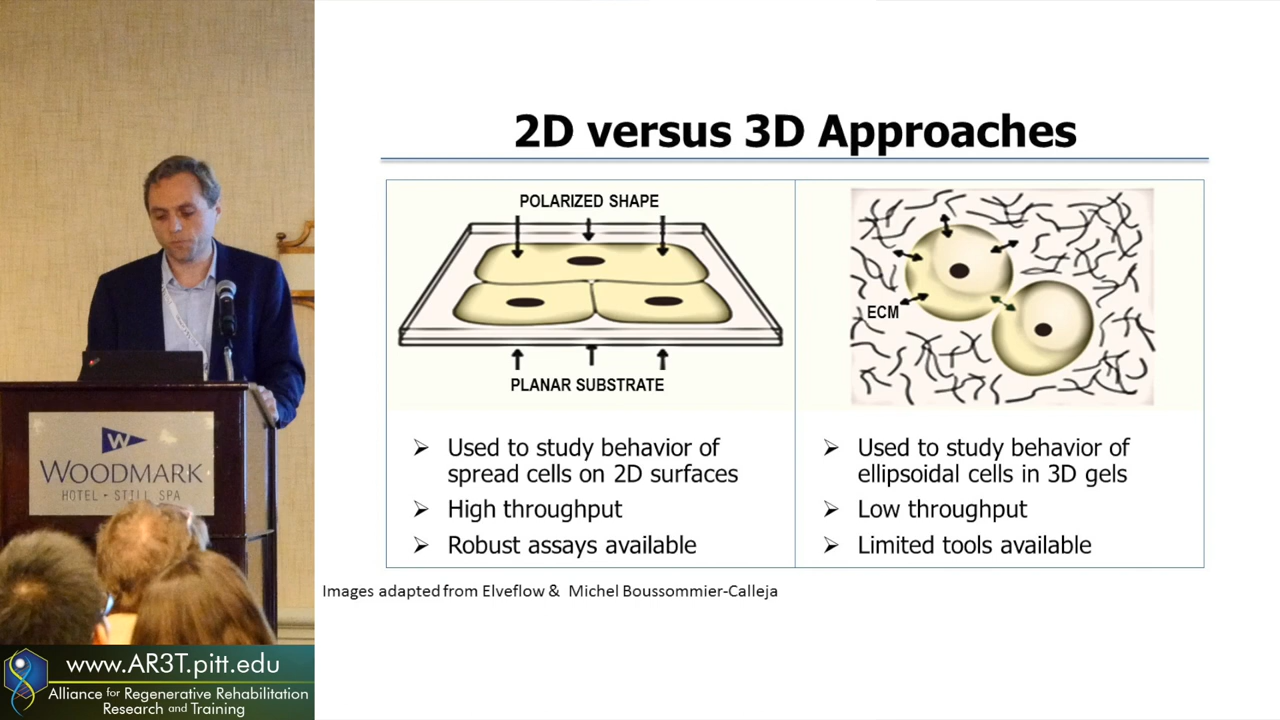 2D versus 3D Approaches
POLARIZED SHAPE
PLANAR SUBSTRATE
➢ Used to study behavior of
spread cells on 2D surfaces
➢ High throughput
➢ Robust assays available
ECM
➢ Used to study behavior of
ellipsoidal cells in 3D gels
➢ Low throughput
➢ Limited tools available
Images adapted from Elveflow & Michel Boussommier-Calleja
W
WOODMARK
HOTEL • STILL SPA
www.AR3T.pitt.edu
Alliance for Regenerative Rehabilitation
Research and Training